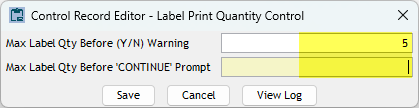 Control Record Editor - Label Print Quantity Control
Max Label Qty Before (Y/N) Warning 5
Max Label Qty Before 'CONTINUE' Prompt
Save Cancel View Log